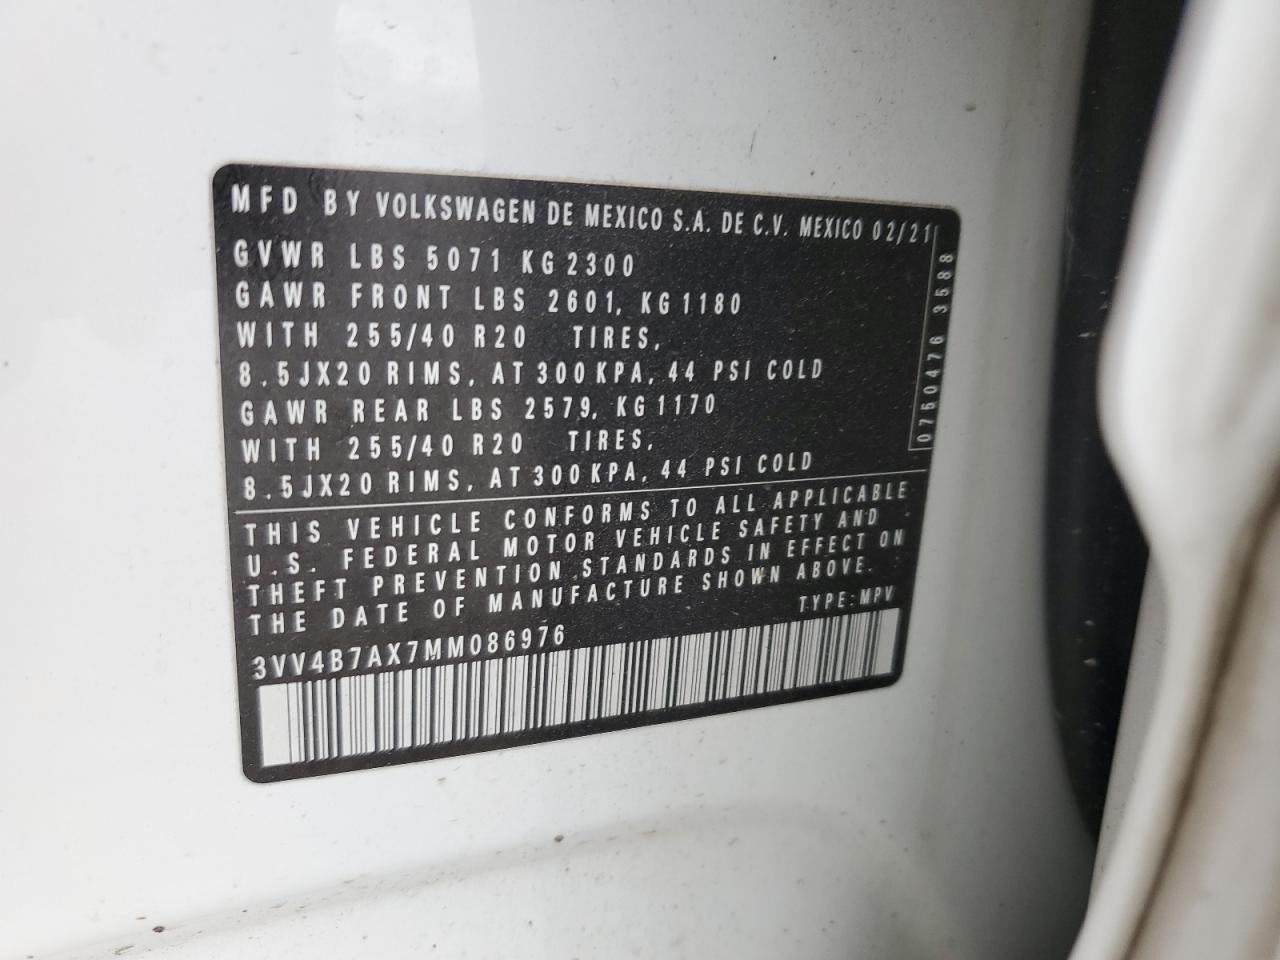 MFD BY VOLKSWAGEN DE MEXICO S.A. DE C.V. MEXICO 02/21
GVWR LBS 5071 KG 2300
GAWR FRONT LBS 2601, KG 1180
WITH 255/40 R20 TIRES,
8.5JX20 RIMS, AT 300 KPA, 44 PSI COLD
GAWR REAR LBS 2579, KG 1170
WITH 255/40 R20 TIRES,
8.5JX20 RIMS, AT 300 KPA, 44 PSI COLD
0750476 3588
THIS VEHICLE CONFORMS TO ALL APPLICABLE
U.S. FEDERAL MOTOR VEHICLE SAFETY AND
THEFT PREVENTION STANDARDS IN EFFECT ON
THE DATE OF MANUFACTURE SHOWN ABOVE.
TYPE: MPV
3VV4B7AX7MM086976